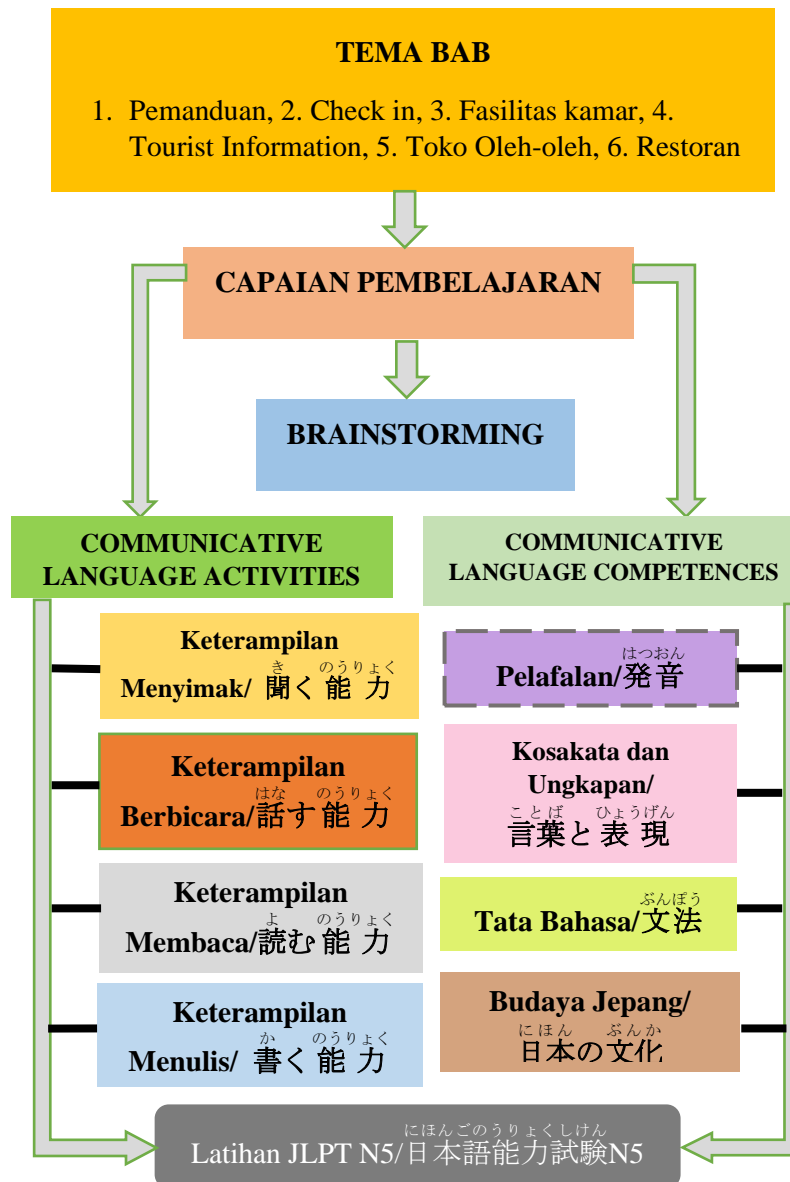 TEMA BAB
1. Pemanduan, 2. Check in, 3. Fasilitas kamar, 4.
Tourist Information, 5. Toko Oleh-oleh, 6. Restoran
CAPAIAN PEMBELAJARAN
BRAINSTORMING
COMMUNICATIVE
LANGUAGE ACTIVITIES
Keterampilan
き のうりょく
Menyimak/ 聞く能力
Keterampilan
はな のうりょく
Berbicara/話す能力
Keterampilan
よ のうりょく
Membaca/読む能力
Keterampilan
か のうりょく
Menulis/ 書く能力
COMMUNICATIVE
LANGUAGE COMPETENCES
はつおん
Pelafalan/発音
Kosakata dan
Ungkapan/
ことば ひょうげん
言葉と表現
ぶんぽう
Tata Bahasa/文法
Budaya Jepang/
にほん ぶんか
日本の文化
にほんごのうりょくしけん
Latihan JLPT N5/日本語能力試験N5